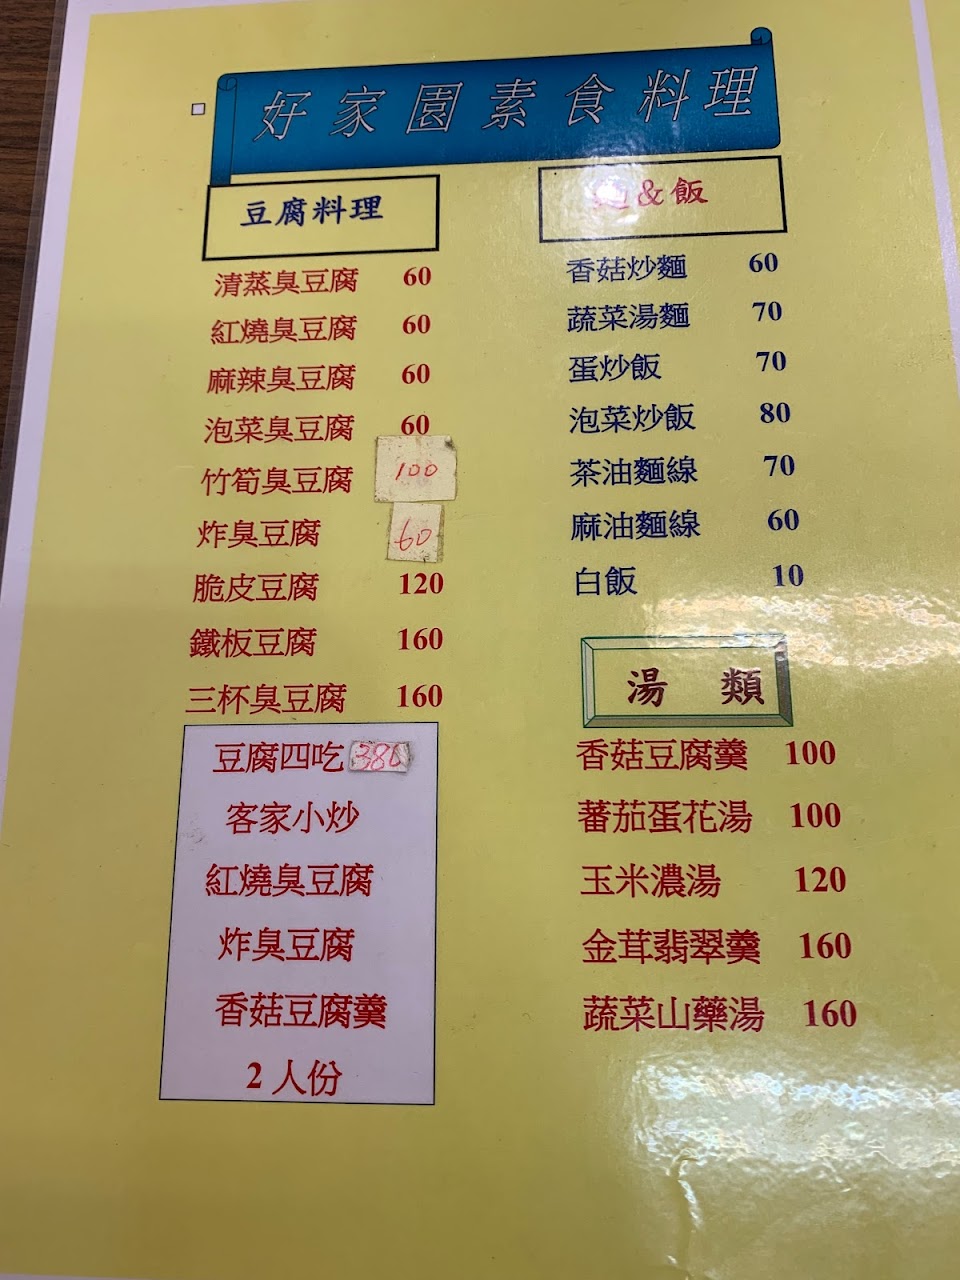 好家園素食料理
豆腐料理
清蒸臭豆腐 60
紅燒臭豆腐 60
麻辣臭豆腐 60
泡菜臭豆腐 60
竹筍臭豆腐 100
炸臭豆腐 60
脆皮豆腐 120
鐵板豆腐 160
三杯臭豆腐 160
豆腐四吃 380
客家小炒
紅燒臭豆腐
炸臭豆腐
香菇豆腐羹
2 人份
麵&飯
香菇炒麵 60
蔬菜湯麵 70
蛋炒飯 70
泡菜炒飯 80
茶油麵線 70
麻油麵線 60
白飯 10
湯 類
香菇豆腐羹 100
蕃茄蛋花湯 100
玉米濃湯 120
金茸翡翠羹 160
蔬菜山藥湯 160